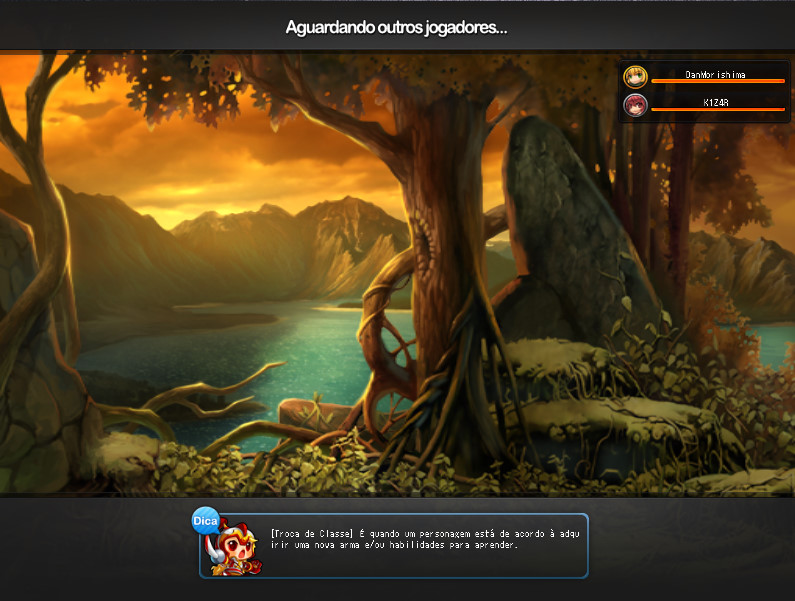 Aguardando outros jogadores...
DanMorishima
K1Z4R
Dica
[Troca de Classe] É quando um personagem está de acordo à adqu
irir uma nova arma e/ou habilidades para aprender.